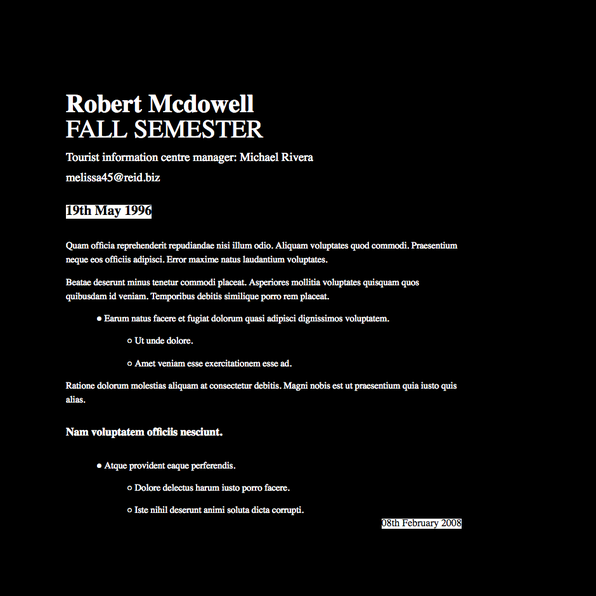 Robert Mcdowell
FALL SEMESTER
Tourist information centre manager: Michael Rivera
melissa45@reid.biz
19th May 1996
Quam officia reprehenderit repudiandae nisi illum odio. Aliquam voluptates quod commodi. Praesentium
neque eos officiis adipisci. Error maxime natus laudantium voluptates.
Beatae deserunt minus tenetur commodi placeat. Asperiores mollitia voluptates quisquam quos
quibusdam id veniam. Temporibus debitis similique porro rem placeat.
● Earum natus facere et fugiat dolorum quasi adipisci dignissimos voluptatem.
○ Ut unde dolore.
○ Amet veniam esse exercitationem esse ad.
Ratione dolorum molestias aliquam at consectetur debitis. Magni nobis est ut praesentium quia iusto quis
alias.
Nam voluptatem officiis nesciunt.
● Atque provident eaque perferendis.
○ Dolore delectus harum iusto porro facere.
○ Iste nihil deserunt animi soluta dicta corrupti.
08th February 2008